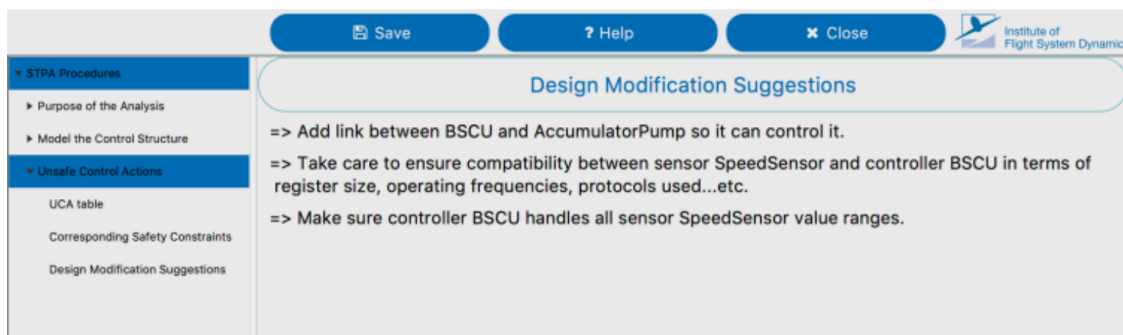 Save
? Help
Close
Institute of
Flight System Dynamic
STPA Procedures
Purpose of the Analysis
Model the Control Structure
Unsafe Control Actions
UCA table
Corresponding Safety Constraints
Design Modification Suggestions
Design Modification Suggestions
=> Add link between BSCU and AccumulatorPump so it can control it.
=> Take care to ensure compatibility between sensor SpeedSensor and controller BSCU in terms of
register size, operating frequencies, protocols used...etc.
=> Make sure controller BSCU handles all sensor SpeedSensor value ranges.